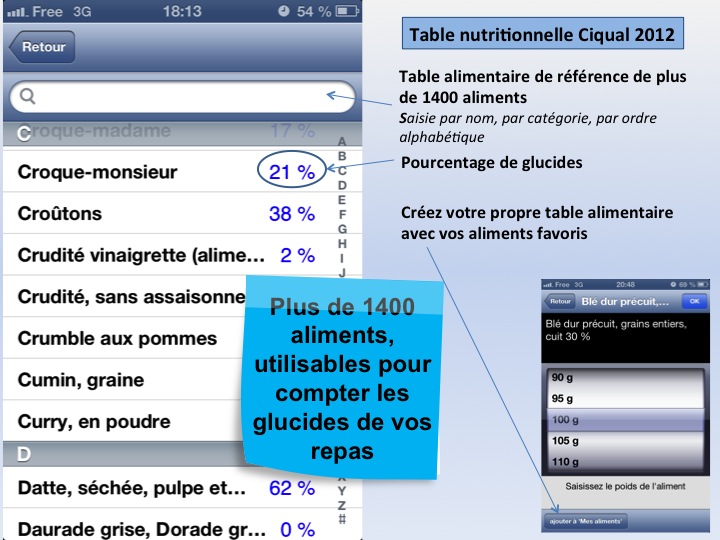 Free 3G 18:13 54 %
Retour
C
Croque-madame 17 %
Croque-monsieur 21 %
Croûtons 38 %
Crudité vinaigrette (alime... 2 %
Crudité, sans assaisonne
Crumble aux pommes
Cumin, graine
Curry, en poudre
D
Datte, séchée, pulpe et... 62 %
Daurade grise, Dorade gr... 0 %
A
B
C
D
E
F
G
H
I
J
X
Y
Z
#
Plus de 1400
aliments,
utilisables pour
compter les
glucides de vos
repas
Table nutritionnelle Ciqual 2012
Table alimentaire de référence de plus
de 1400 aliments
Saisie par nom, par catégorie, par ordre
alphabétique
Pourcentage de glucides
Créez votre propre table alimentaire
avec vos aliments favoris
Free 3G 20:48 69 %
Retour Blé dur précuit,... OK
Blé dur précuit, grains entiers,
cuit 30 %
90 g
95 g
100 g
105 g
110 g
Saisissez le poids de l'aliment
ajouter à 'Mes aliments'